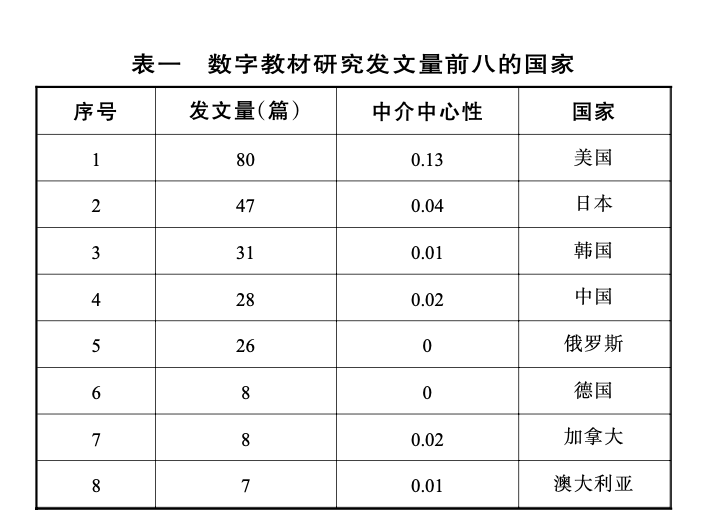 表一 数字教材研究发文量前八的国家
序号 发文量(篇) 中介中心性 国家
1 80 0.13 美国
2 47 0.04 日本
3 31 0.01 韩国
4 28 0.02 中国
5 26 0 俄罗斯
6 8 0 德国
7 8 0.02 加拿大
8 7 0.01 澳大利亚